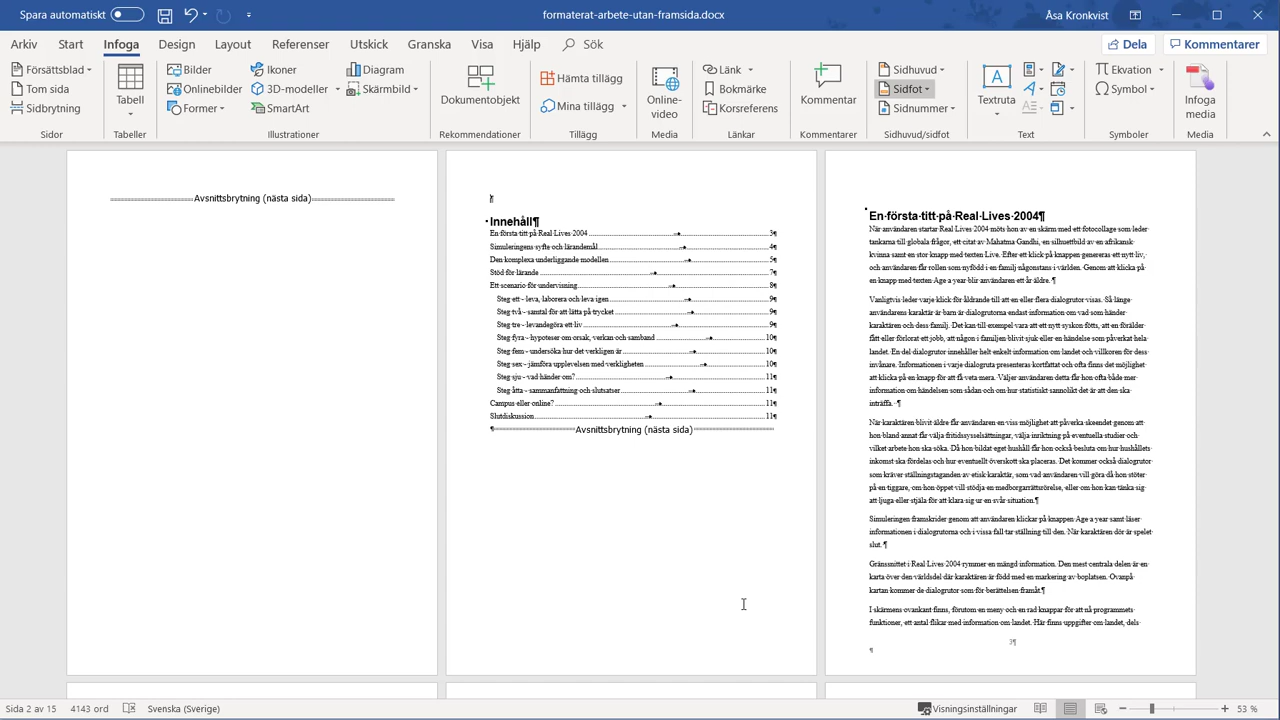 Spara automatiskt
formaterat-arbete-utan-framsida.docx
Åsa Kronkvist
Arkiv Start Infoga Design Layout Referenser Utskick Granska Visa Hjälp Sök
Dela Kommentarer
Försättsblad
Tom sida
Sidbrytning
Sidor
Tabell
Tabeller
Bilder
Onlinebilder
Former
Ikoner
3D-modeller
SmartArt
Diagram
Skärmbild
Illustrationer
Dokumentobjekt
Rekommendationer
Hämta tillägg
Mina tillägg
Tillägg
Online-
video
Media
Länk
Bokmärke
Korsreferens
Länkar
Kommentar
Kommentarer
Sidhuvud
Sidfot
Sidnummer
Sidhuvud/sidfot
Textruta
Text
Ekvation
Symbol
Symboler
Infoga
media
Media
Avsnittsbrytning (nästa sida)
¶
Innehåll¶
En·första·titt·på·Real·Lives·2004 → 3¶
Simuleringens·syfte·och·lärandemål → 4¶
Den·komplexa·underliggande·modellen → 5¶
Stöd·för·lärande → 7¶
Ett·scenario·för·undervisning → 8¶
Steg·ett·-·leva,·laborera·och·leva·igen → 9¶
Steg·två·-·samtal·för·att·lätta·på·trycket → 9¶
Steg·tre·-·levandegöra·ett·liv → 9¶
Steg·fyra·-·hypoteser·om·orsak,·verkan·och·samband → 10¶
Steg·fem·-·undersöka·hur·det·verkligen·är → 10¶
Steg·sex·-·jämföra·upplevelsen·med·verkligheten → 10¶
Steg·sju·-·vad·händer·om? → 11¶
Steg·åtta·-·sammanfattning·och·slutsatser → 11¶
Campus·eller·online? → 11¶
Slutdiskussion → 11¶
¶ Avsnittsbrytning (nästa sida)
En·första·titt·på·Real·Lives·2004¶
När·användaren·startar·Real·Lives·2004·möts·hon·av·en·skärm·med·ett·fotocollage·som·leder·
tankarna·till·globala·frågor,·ett·citat·av·Mahatma·Gandhi,·en·silhuettbild·av·en·afrikansk·
kvinna·samt·en·stor·knapp·med·texten·Live.·Efter·ett·klick·på·knappen·genereras·ett·nytt·liv,·
och·användaren·får·rollen·som·nyfödd·i·en·familj·någonstans·i·världen.·Genom·att·klicka·på·
en·knapp·med·texten·Age·a·year·blir·användaren·ett·år·äldre.·¶
Vanligtvis·leder·varje·klick·för·åldrande·till·att·en·eller·flera·dialogrutor·visas.·Så·länge·
användarens·karaktär·är·barn·är·dialogrutorna·endast·information·om·vad·som·händer·
karaktären·och·dess·familj.·Det·kan·till·exempel·vara·att·ett·nytt·syskon·fötts,·att·en·förälder·
fått·eller·förlorat·ett·jobb,·att·någon·i·familjen·blivit·sjuk·eller·en·händelse·som·påverkat·hela·
landet.·En·del·dialogrutor·innehåller·helt·enkelt·information·om·landet·och·villkoren·för·dess·
invånare.·Informationen·i·varje·dialogruta·presenteras·kortfattat·och·ofta·finns·det·möjlighet·
att·klicka·på·en·knapp·för·att·få·veta·mera.·Väljer·användaren·detta·får·hon·ofta·både·mer·
information·om·händelsen·som·sådan·och·om·hur·statistiskt·sannolikt·det·är·att·den·ska·
inträffa.·¶
När·karaktären·blivit·äldre·får·användaren·en·viss·möjlighet·att·påverka·skeendet·genom·att·
hon·bland·annat·får·välja·fritidssysselsättningar,·välja·inriktning·på·eventuella·studier·och·
vilket·arbete·hon·ska·söka.·Då·hon·bildat·eget·hushåll·får·hon·också·besluta·om·hur·hushållets·
inkomst·ska·fördelas·och·hur·eventuellt·överskott·ska·placeras.·Det·kommer·också·dialogrutor·
som·kräver·ställningstaganden·av·etisk·karaktär,·som·vad·användaren·vill·göra·då·hon·stöter·
på·en·tiggare,·om·hon·öppet·vill·stödja·en·medborgarrättsrörelse,·eller·om·hon·kan·tänka·sig·
att·ljuga·eller·stjäla·för·att·klara·sig·ur·en·svår·situation.¶
Simuleringen·framskrider·genom·att·användaren·klickar·på·knappen·Age·a·year·samt·läser·
informationen·i·dialogrutorna·och·i·vissa·fall·tar·ställning·till·den.·När·karaktären·dör·är·spelet·
slut.·¶
Gränssnittet·i·Real·Lives·2004·rymmer·en·mängd·information.·Den·mest·centrala·delen·är·en·
karta·över·den·världsdel·där·karaktären·är·född·med·en·markering·av·boplatsen.·Ovanpå·
kartan·kommer·de·dialogrutor·som·för·berättelsen·framåt.¶
I·skärmens·ovankant·finns,·förutom·en·meny·och·en·rad·knappar·för·att·nå·programmets·
funktioner,·ett·antal·flikar·med·information·om·landet.·Här·finns·uppgifter·om·landet,·dels·
3¶
¶
Sida 2 av 15 4143 ord Svenska (Sverige) Visningsinställningar 53 %